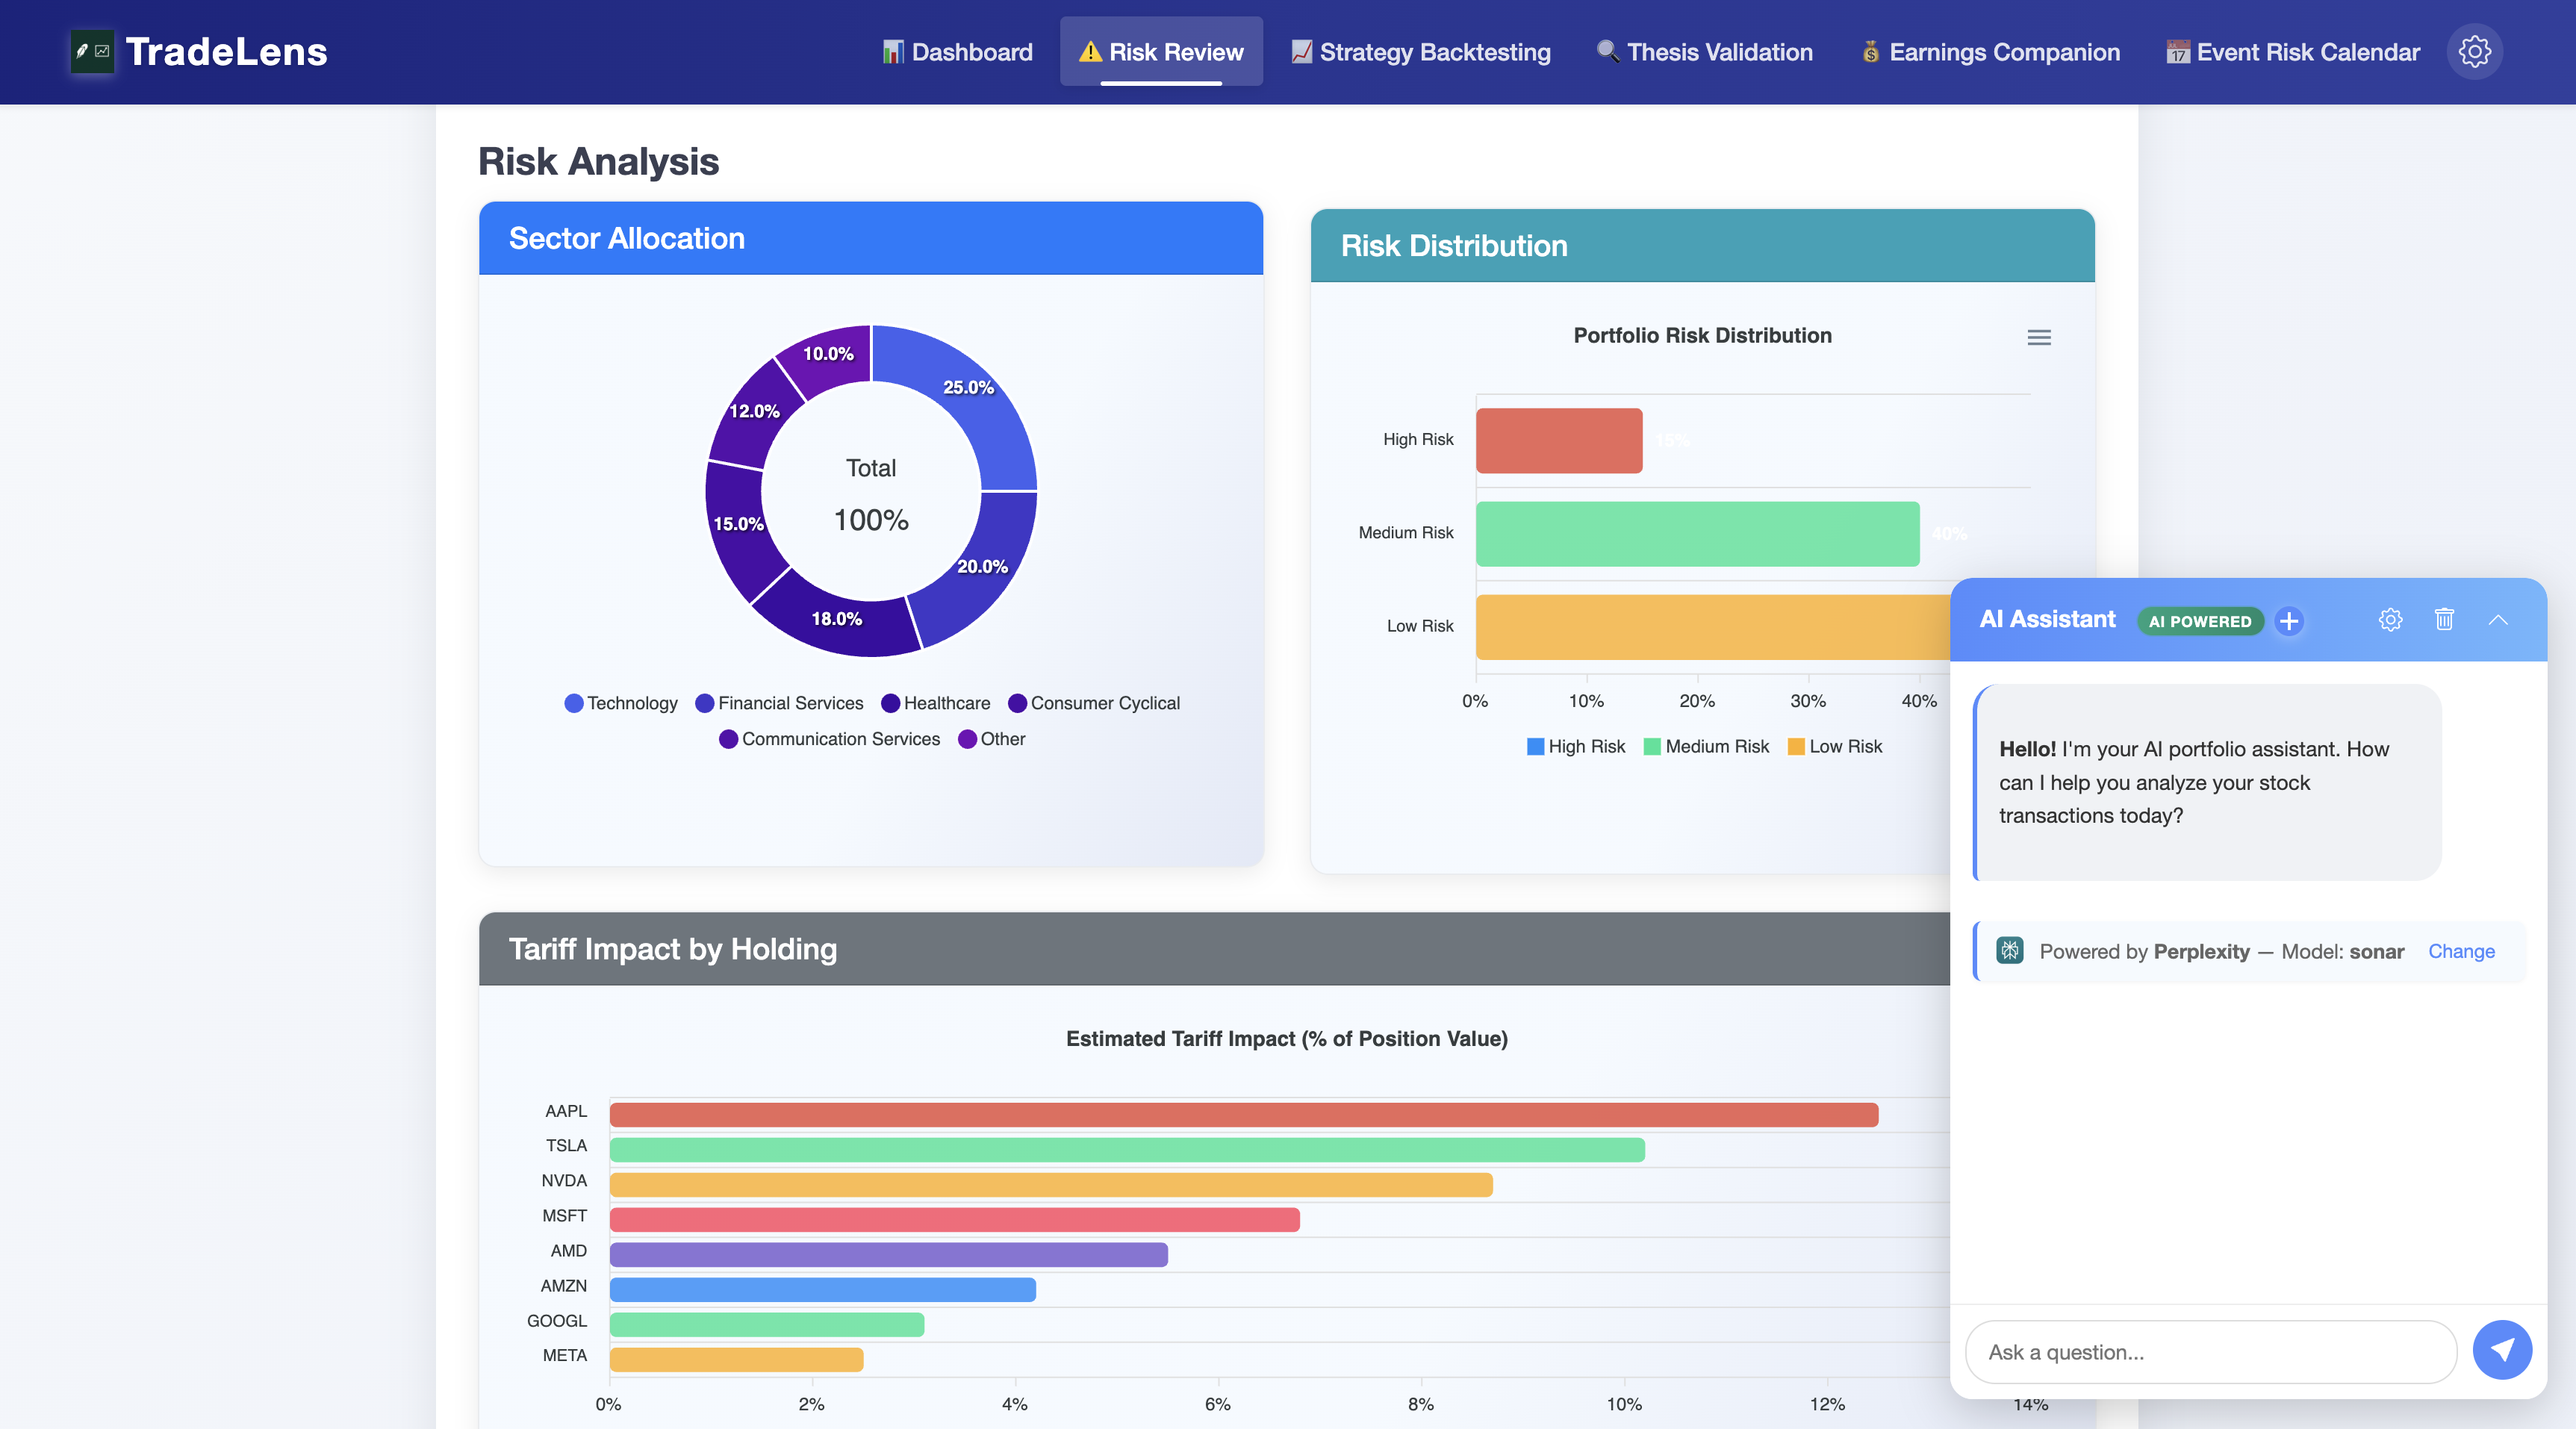 TradeLens
Dashboard
Risk Review
Strategy Backtesting
Thesis Validation
Earnings Companion
17
Event Risk Calendar
Risk Analysis
Sector Allocation
10.0%
25.0%
12.0%
Total
100%
15.0%
20.0%
18.0%
Technology Financial Services Healthcare Consumer Cyclical
Communication Services Other
Risk Distribution
Portfolio Risk Distribution
High Risk 15%
Medium Risk 40%
Low Risk
0% 10% 20% 30% 40%
High Risk Medium Risk Low Risk
Tariff Impact by Holding
Estimated Tariff Impact (% of Position Value)
AAPL
TSLA
NVDA
MSFT
AMD
AMZN
GOOGL
META
0% 2% 4% 6% 8% 10% 12% 14%
AI Assistant AI POWERED
Hello! I'm your AI portfolio assistant. How
can I help you analyze your stock
transactions today?
Powered by Perplexity — Model: sonar Change
Ask a question...